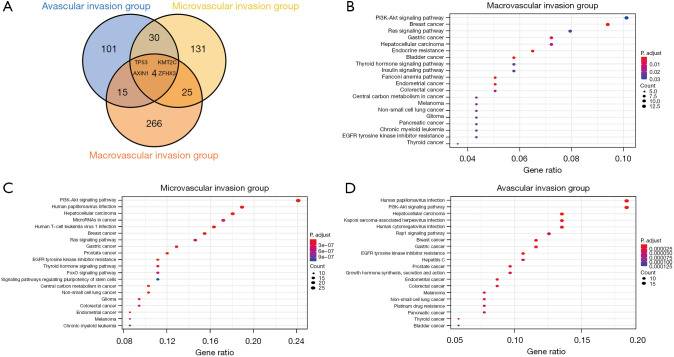 A
Avascular invasion group
Microvascular invasion group
101
30
131
TP53
KMT2C
AXIN1
4
ZFHX3
15
25
266
Macrovascular invasion group
B
Macrovascular invasion group
PI3K-Akt signaling pathway
Breast cancer
Ras signaling pathway
Gastric cancer
Hepatocellular carcinoma
Endocrine resistance
Bladder cancer
Thyroid hormone signaling pathway
Insulin signaling pathway
Fanconi anemia pathway
Endometrial cancer
Colorectal cancer
Central carbon metabolism in cancer
Melanoma
Non-small cell lung cancer
Glioma
Pancreatic cancer
Chronic myeloid leukemia
EGFR tyrosine kinase inhibitor resistance
Thyroid cancer
0.04
0.06
0.08
0.10
Gene ratio
P. adjust
0.01
0.02
0.03
Count
5.0
7.5
10.0
12.5
C
Microvascular invasion group
PI3K-Akt signaling pathway
Human papillomavirus infection
Hepatocellular carcinoma
MicroRNAs in cancer
Human T-cell leukemia virus 1 infection
Breast cancer
Ras signaling pathway
Gastric cancer
Prostate cancer
EGFR tyrosine kinase inhibitor resistance
Thyroid hormone signaling pathway
FoxO signaling pathway
Signaling pathways regulating pluripotency of stem cells
Central carbon metabolism in cancer
Non-small cell lung cancer
Glioma
Colorectal cancer
Endometrial cancer
Melanoma
Chronic myeloid leukemia
0.08
0.12
0.16
0.20
0.24
Gene ratio
P. adjust
3e-07
6e-07
9e-07
Count
10
15
20
25
D
Avascular invasion group
Human papillomavirus infection
PI3K-Akt signaling pathway
Hepatocellular carcinoma
Kaposi sarcoma-associated herpesvirus infection
Human cytomegalovirus infection
Rap1 signaling pathway
Breast cancer
Gastric cancer
EGFR tyrosine kinase inhibitor resistance
Hepatitis C
Prostate cancer
Growth hormone synthesis, secretion and action
Endometrial cancer
Colorectal cancer
Melanoma
Non-small cell lung cancer
Platinum drug resistance
Pancreatic cancer
Thyroid cancer
Bladder cancer
0.05
0.10
0.15
0.20
Gene ratio
P. adjust
0.000025
0.000050
0.000075
0.000100
0.000125
Count
10
15